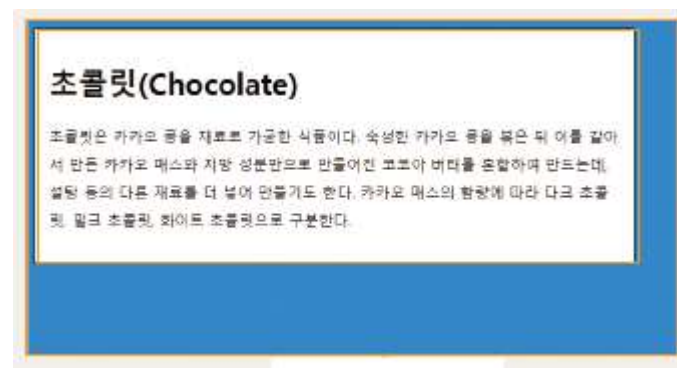 초콜릿(Chocolate)
초콜릿은 카카오 콩을 재료로 가공한 식품이다. 숙성한 카카오 콩을 볶은 뒤 이를 갈아
서 만든 카카오 매스와 지방 성분만으로 만들어진 코코아 버터를 혼합하여 만드는데,
설탕 등의 다른 재료를 더 넣어 만들기도 한다. 카카오 매스의 함량에 따라 다크 초콜
릿, 밀크 초콜릿, 화이트 초콜릿으로 구분한다.